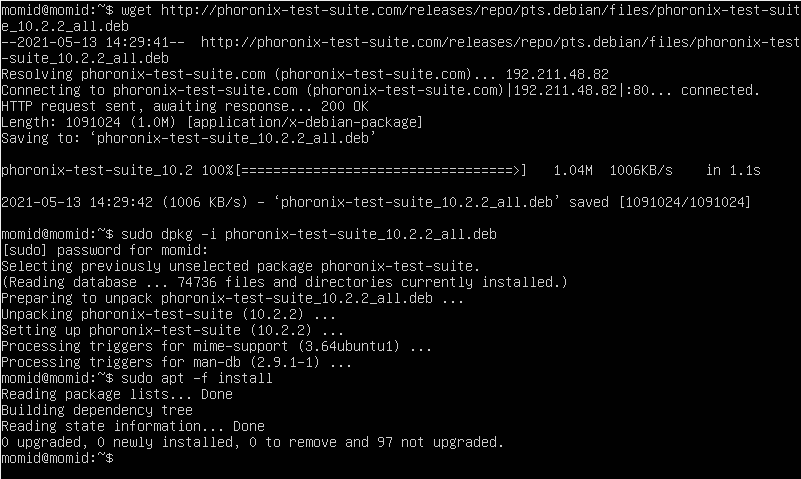 momid@momid:~$ wget http://phoronix-test-suite.com/releases/repo/pts.debian/files/phoronix-test-suit
e_10.2.2_all.deb
--2021-05-13 14:29:41--  http://phoronix-test-suite.com/releases/repo/pts.debian/files/phoronix-test
-suite_10.2.2_all.deb
Resolving phoronix-test-suite.com (phoronix-test-suite.com)... 192.211.48.82
Connecting to phoronix-test-suite.com (phoronix-test-suite.com)|192.211.48.82|:80... connected.
HTTP request sent, awaiting response... 200 OK
Length: 1091024 (1.0M) [application/x-debian-package]
Saving to: ‘phoronix-test-suite_10.2.2_all.deb’
phoronix-test-suite_10.2 100%[==================================>]   1.04M  1006KB/s    in 1.1s
2021-05-13 14:29:42 (1006 KB/s) - ‘phoronix-test-suite_10.2.2_all.deb’ saved [1091024/1091024]
momid@momid:~$ sudo dpkg -i phoronix-test-suite_10.2.2_all.deb
[sudo] password for momid:
Selecting previously unselected package phoronix-test-suite.
(Reading database ... 74736 files and directories currently installed.)
Preparing to unpack phoronix-test-suite_10.2.2_all.deb ...
Unpacking phoronix-test-suite (10.2.2) ...
Setting up phoronix-test-suite (10.2.2) ...
Processing triggers for mime-support (3.64ubuntu1) ...
Processing triggers for man-db (2.9.1-1) ...
momid@momid:~$ sudo apt -f install
Reading package lists... Done
Building dependency tree
Reading state information... Done
0 upgraded, 0 newly installed, 0 to remove and 97 not upgraded.
momid@momid:~$